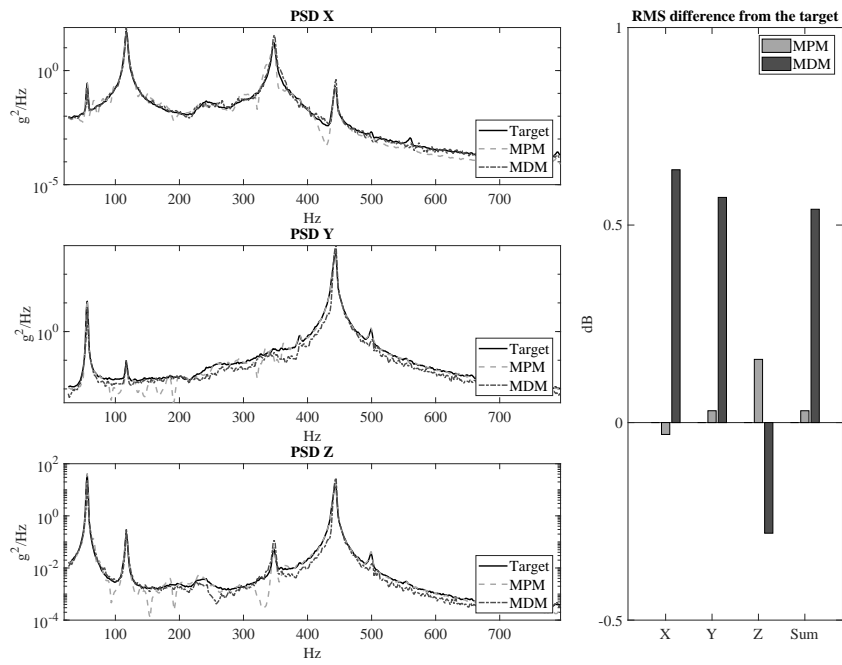 PSD X
g²/Hz
10⁰
10⁻⁵
100 200 300 400 500 600 700
Hz
Target
MPM
MDM
PSD Y
g²/Hz
10⁰
100 200 300 400 500 600 700
Hz
Target
MPM
MDM
PSD Z
g²/Hz
10²
10⁰
10⁻²
10⁻⁴
100 200 300 400 500 600 700
Hz
Target
MPM
MDM
RMS difference from the target
MPM
MDM
dB
1
0.5
0
-0.5
X Y Z Sum